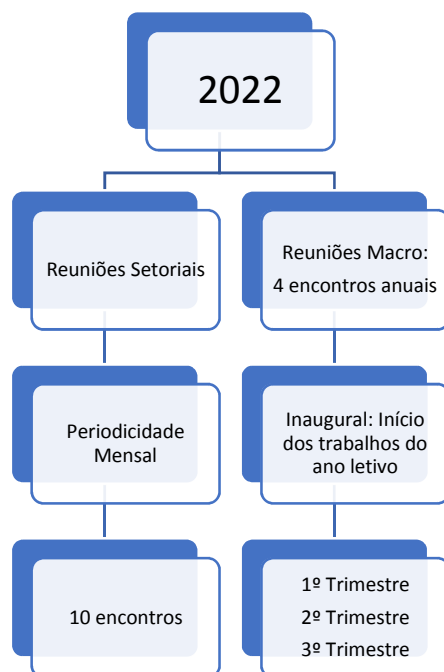 2022
Reuniões Setoriais
Reuniões Macro:
4 encontros anuais
Periodicidade
Mensal
Inaugural: Início
dos trabalhos do
ano letivo
10 encontros
1º Trimestre
2º Trimestre
3º Trimestre